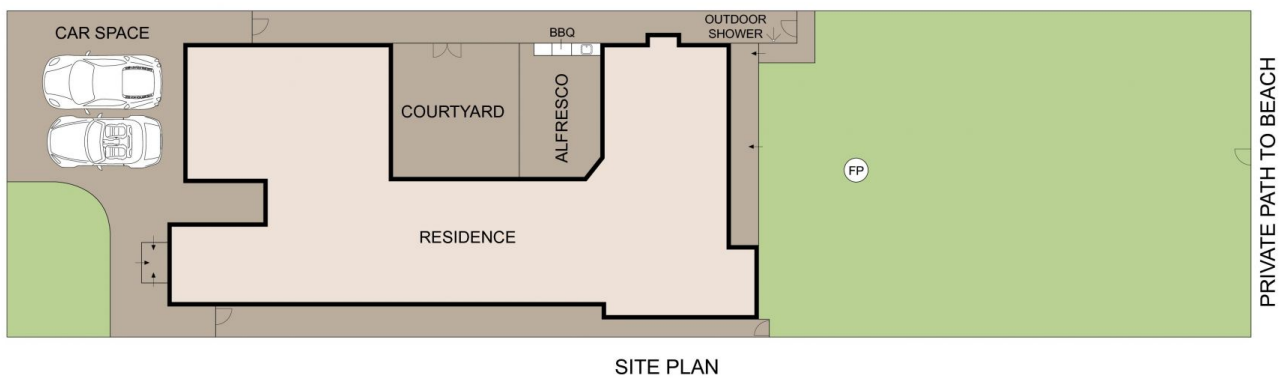 CAR SPACE
BBQ
OUTDOOR
SHOWER
COURTYARD
ALFRESCO
FP
RESIDENCE
PRIVATE PATH TO BEACH
SITE PLAN